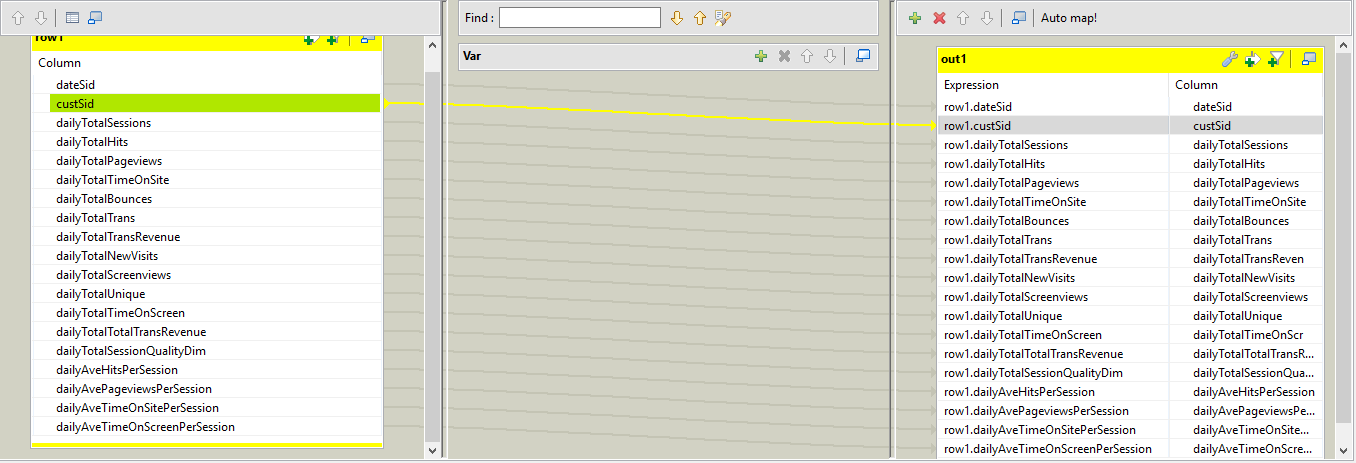 Find :
Auto map!
row1
Column
dateSid
custSid
dailyTotalSessions
dailyTotalHits
dailyTotalPageviews
dailyTotalTimeOnSite
dailyTotalBounces
dailyTotalTrans
dailyTotalTransRevenue
dailyTotalNewVisits
dailyTotalScreenviews
dailyTotalUnique
dailyTotalTimeOnScreen
dailyTotalTotalTransRevenue
dailyTotalSessionQualityDim
dailyAveHitsPerSession
dailyAvePageviewsPerSession
dailyAveTimeOnSitePerSession
dailyAveTimeOnScreenPerSession
Var
out1
Expression Column
row1.dateSid dateSid
row1.custSid custSid
row1.dailyTotalSessions dailyTotalSessions
row1.dailyTotalHits dailyTotalHits
row1.dailyTotalPageviews dailyTotalPageviews
row1.dailyTotalTimeOnSite dailyTotalTimeOnSite
row1.dailyTotalBounces dailyTotalBounces
row1.dailyTotalTrans dailyTotalTrans
row1.dailyTotalTransRevenue dailyTotalTransReven
row1.dailyTotalNewVisits dailyTotalNewVisits
row1.dailyTotalScreenviews dailyTotalScreenviews
row1.dailyTotalUnique dailyTotalUnique
row1.dailyTotalTimeOnScreen dailyTotalTimeOnScr
row1.dailyTotalTotalTransRevenue dailyTotalTotalTransR...
row1.dailyTotalSessionQualityDim dailyTotalSessionQua...
row1.dailyAveHitsPerSession dailyAveHitsPerSession
row1.dailyAvePageviewsPerSession dailyAvePageviewsPe...
row1.dailyAveTimeOnSitePerSession dailyAveTimeOnSite...
row1.dailyAveTimeOnScreenPerSession dailyAveTimeOnScre...